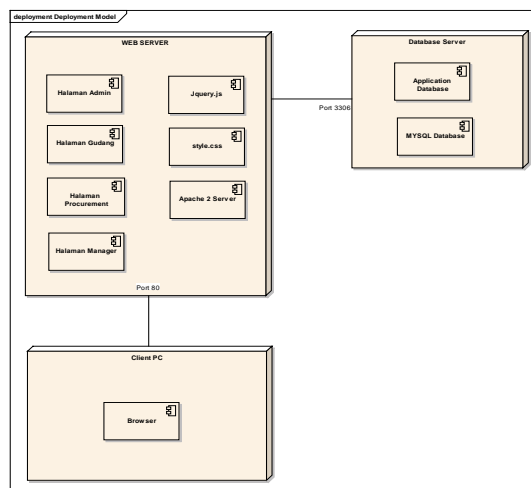 deployment Deployment Model
WEB SERVER
Halaman Admin
Jquery.js
Halaman Gudang
style.css
Halaman
Procurement
Apache 2 Server
Halaman Manager
Port 80
Port 3306
Database Server
Application
Database
MYSQL Database
Client PC
Browser